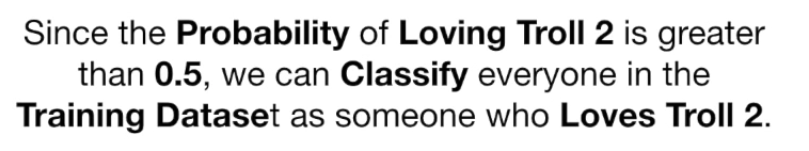 Since the Probability of Loving Troll 2 is greater
than 0.5, we can Classify everyone in the
Training Dataset as someone who Loves Troll 2.